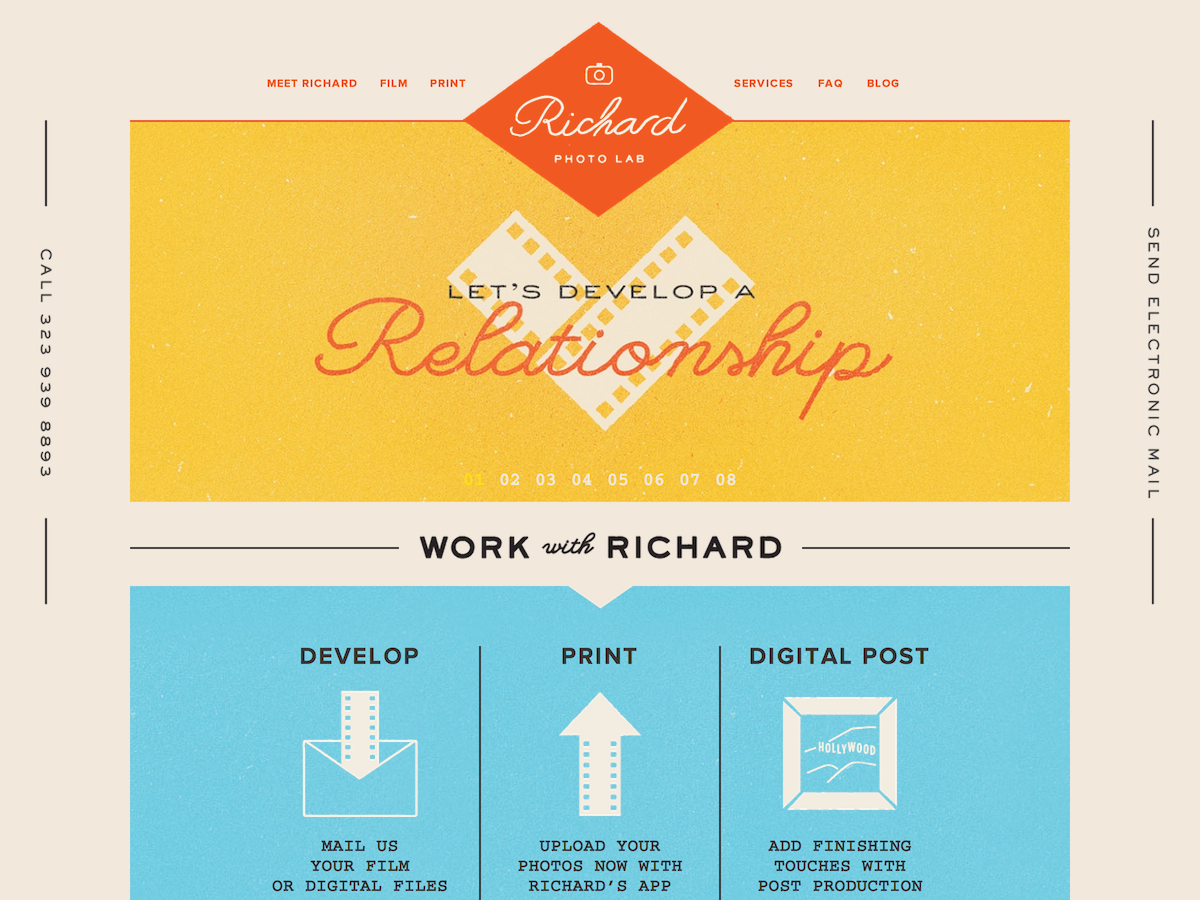 MEET RICHARD FILM PRINT
Richard
PHOTO LAB
SERVICES FAQ BLOG
CALL 323 939 8893
SEND ELECTRONIC MAIL
LET'S DEVELOP A
Relationship
01 02 03 04 05 06 07 08
WORK with RICHARD
DEVELOP
MAIL US
YOUR FILM
OR DIGITAL FILES
PRINT
UPLOAD YOUR
PHOTOS NOW WITH
RICHARD'S APP
DIGITAL POST
HOLLYWOOD
ADD FINISHING
TOUCHES WITH
POST PRODUCTION